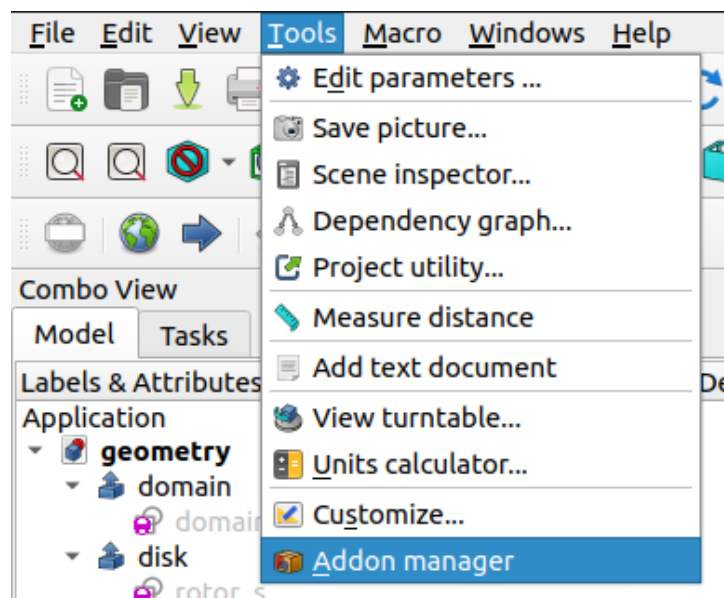 File Edit View Tools Macro Windows Help
Edit parameters ...
Save picture...
Scene inspector...
Dependency graph...
Project utility...
Combo View
Measure distance
Model Tasks
Add text document
Labels & Attributes
Application
View turntable...
geometry
Units calculator...
domain
Customize...
domain
disk
Addon manager
rotor_s